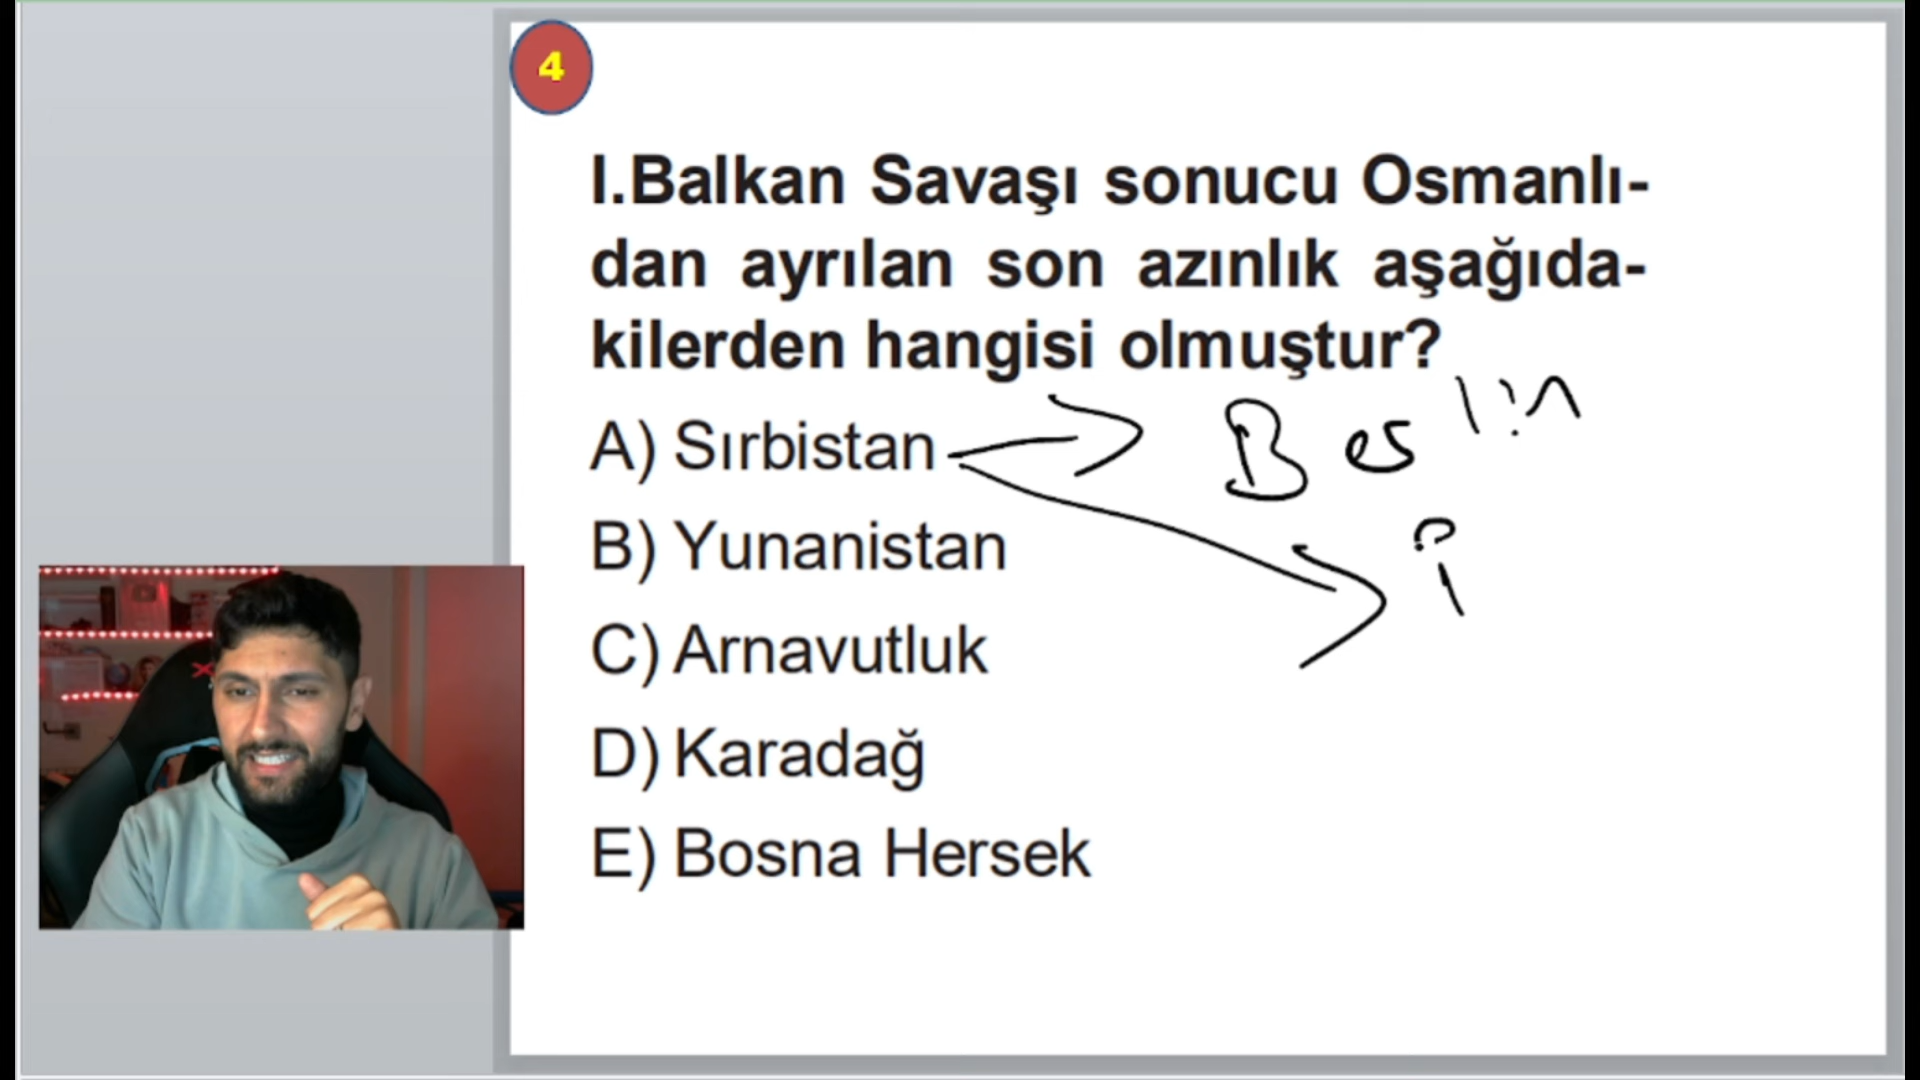 4
I.Balkan Savaşı sonucu Osmanlı-
dan ayrılan son azınlık aşağıda-
kilerden hangisi olmuştur?
A) Sırbistan
Berlin
B) Yunanistan
C) Arnavutluk
D) Karadağ
E) Bosna Hersek